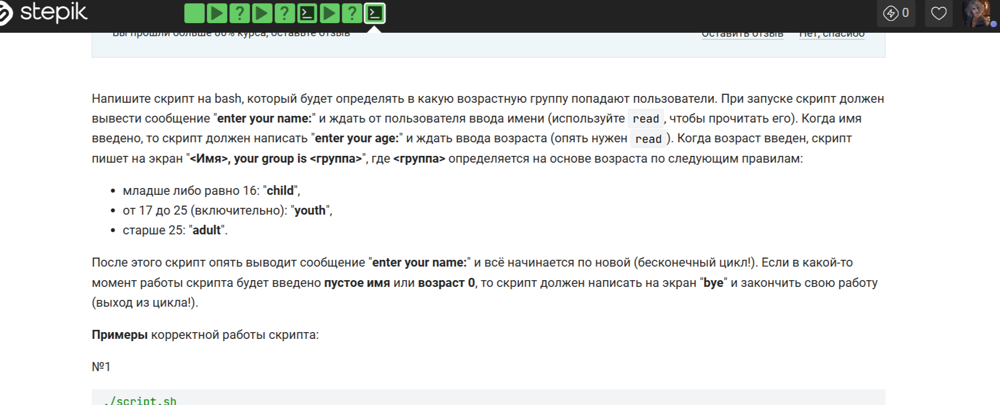 stepik
? ? ?
0
Вы прошли больше 80% курса, оставьте отзыв Оставить отзыв Нет, спасибо
Напишите скрипт на bash, который будет определять в какую возрастную группу попадают пользователи. При запуске скрипт должен
вывести сообщение "enter your name:" и ждать от пользователя ввода имени (используйте read, чтобы прочитать его). Когда имя
введено, то скрипт должен написать "enter your age:" и ждать ввода возраста (опять нужен read). Когда возраст введен, скрипт
пишет на экран "<Имя>, your group is <группа>", где <группа> определяется на основе возраста по следующим правилам:
• младше либо равно 16: "child",
• от 17 до 25 (включительно): "youth",
• старше 25: "adult".
После этого скрипт опять выводит сообщение "enter your name:" и всё начинается по новой (бесконечный цикл!). Если в какой-то
момент работы скрипта будет введено пустое имя или возраст 0, то скрипт должен написать на экран "bye" и закончить свою работу
(выход из цикла!).
Примеры корректной работы скрипта:
№1
./script.sh